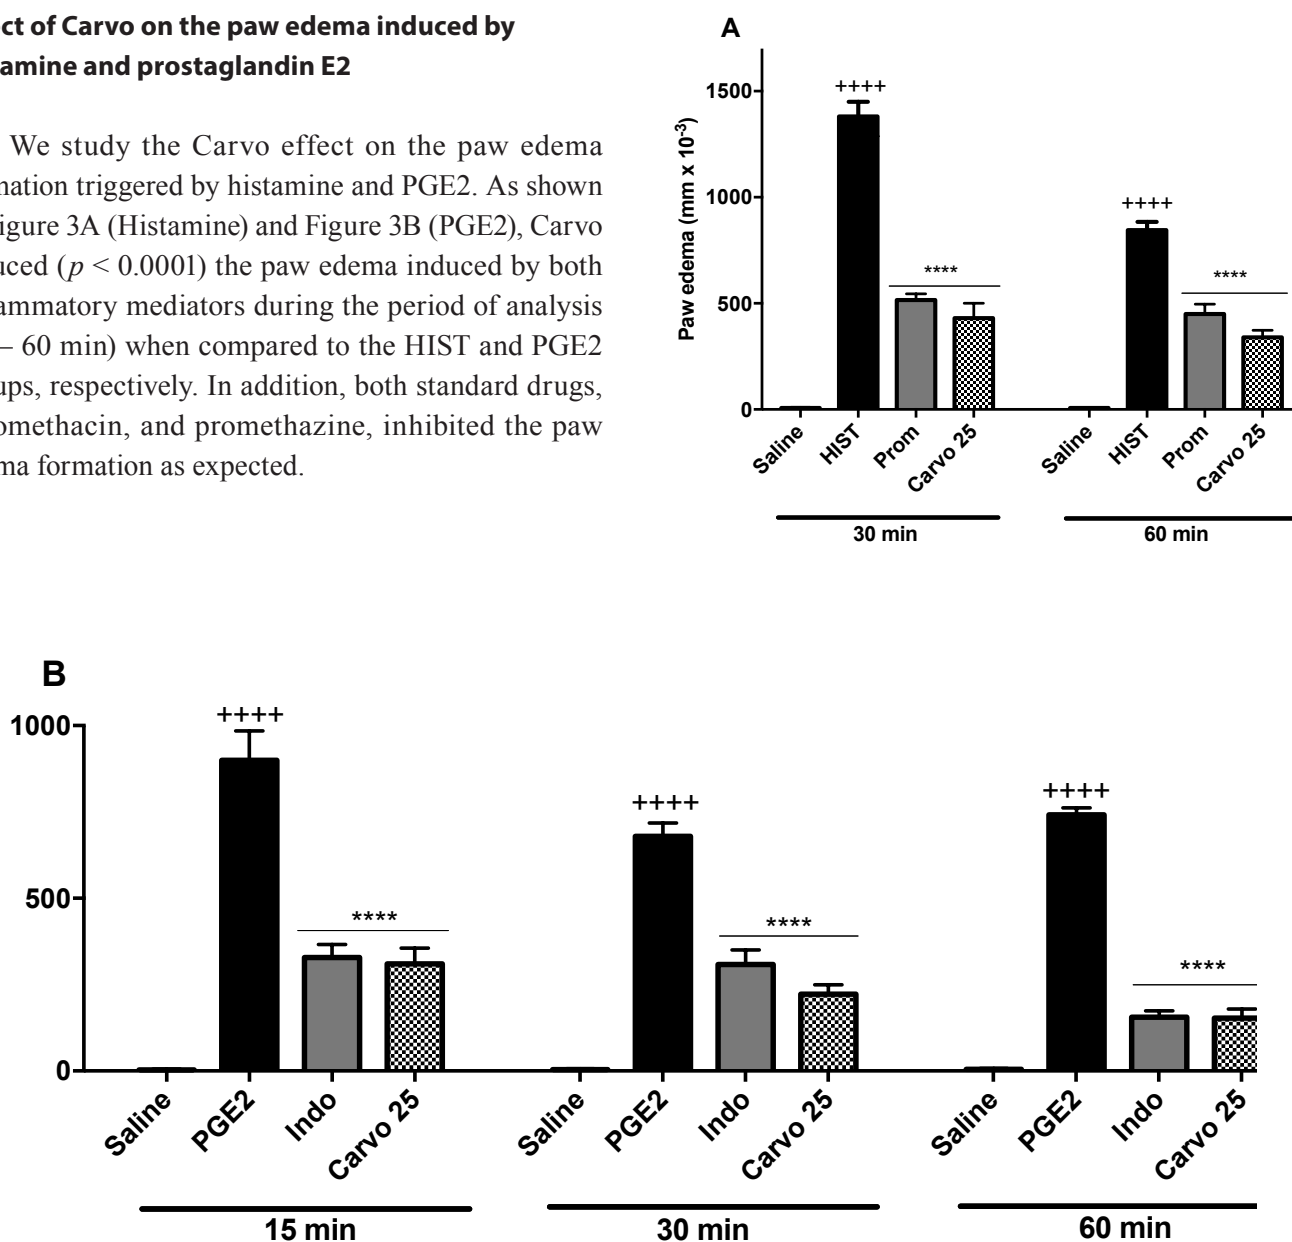 ct of Carvo on the paw edema induced by
amine and prostaglandin E2
We study the Carvo effect on the paw edema
nation triggered by histamine and PGE2. As shown
igure 3A (Histamine) and Figure 3B (PGE2), Carvo
uced (p < 0.0001) the paw edema induced by both
ammatory mediators during the period of analysis
– 60 min) when compared to the HIST and PGE2
ups, respectively. In addition, both standard drugs,
omethacin, and promethazine, inhibited the paw
ma formation as expected.
A
Paw edema (mm x 10-3)
1500
1000
500
0
++++
****
++++
****
Saline
HIST
Prom
Carvo 25
Saline
HIST
Prom
Carvo 25
30 min
60 min
B
1000
500
0
++++
****
++++
****
++++
****
Saline
PGE2
Indo
Carvo 25
Saline
PGE2
Indo
Carvo 25
Saline
PGE2
Indo
Carvo 25
15 min
30 min
60 min